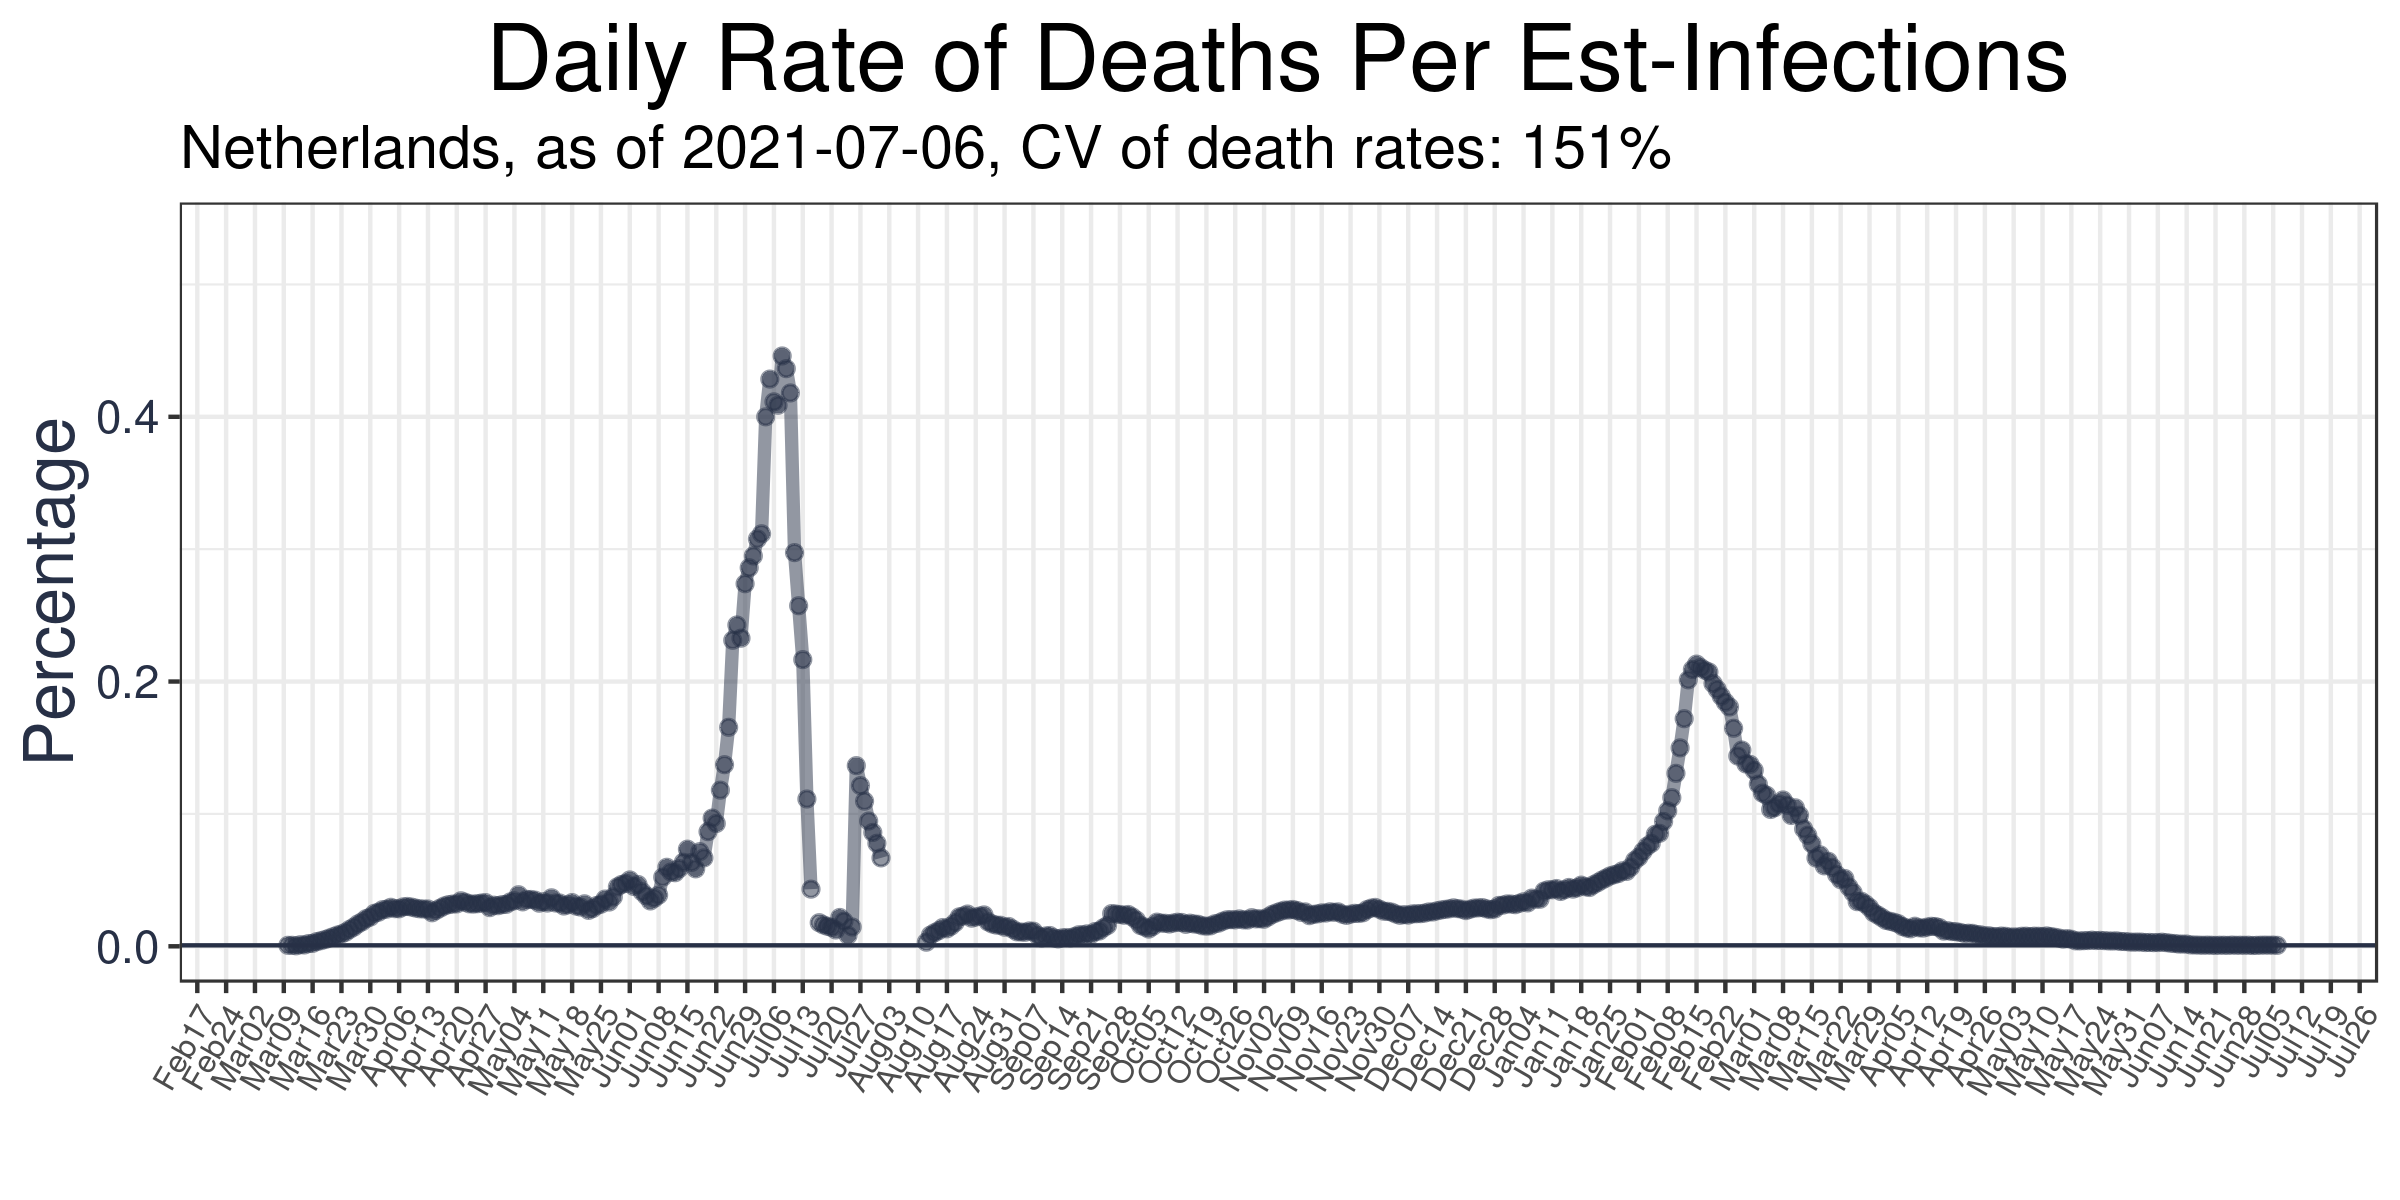 Daily Rate of Deaths Per Est-Infections
Netherlands, as of 2021-07-06, CV of death rates: 151%
Percentage
0.4
0.2
0.0
Feb17
Feb24
Mar02
Mar09
Mar16
Mar23
Mar30
Apr06
Apr13
Apr20
Apr27
May04
May11
May18
May25
Jun01
Jun08
Jun15
Jun22
Jun29
Jul06
Jul13
Jul20
Jul27
Aug03
Aug10
Aug17
Aug24
Aug31
Sep07
Sep14
Sep21
Sep28
Oct05
Oct12
Oct19
Oct26
Nov02
Nov09
Nov16
Nov23
Nov30
Dec07
Dec14
Dec21
Dec28
Jan04
Jan11
Jan18
Jan25
Feb01
Feb08
Feb15
Feb22
Mar01
Mar08
Mar15
Mar22
Mar29
Apr05
Apr12
Apr19
Apr26
May03
May10
May17
May24
May31
Jun07
Jun14
Jun21
Jun28
Jul05
Jul12
Jul19
Jul26